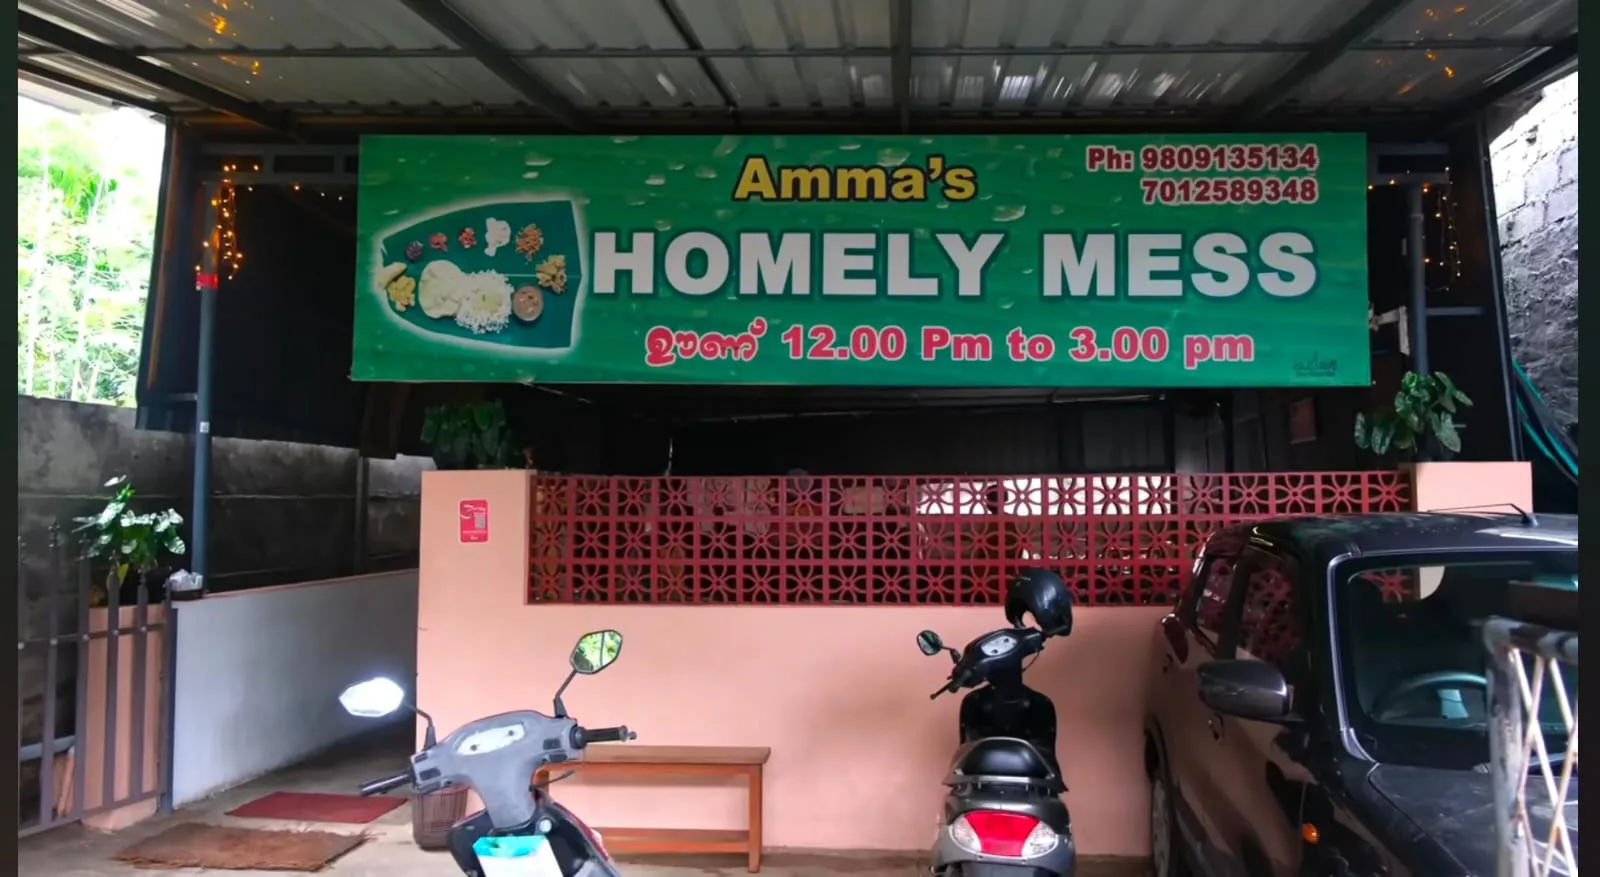 Amma's
Ph: 9809135134
7012589348
HOMELY MESS
ഊണ് 12.00 Pm to 3.00 pm